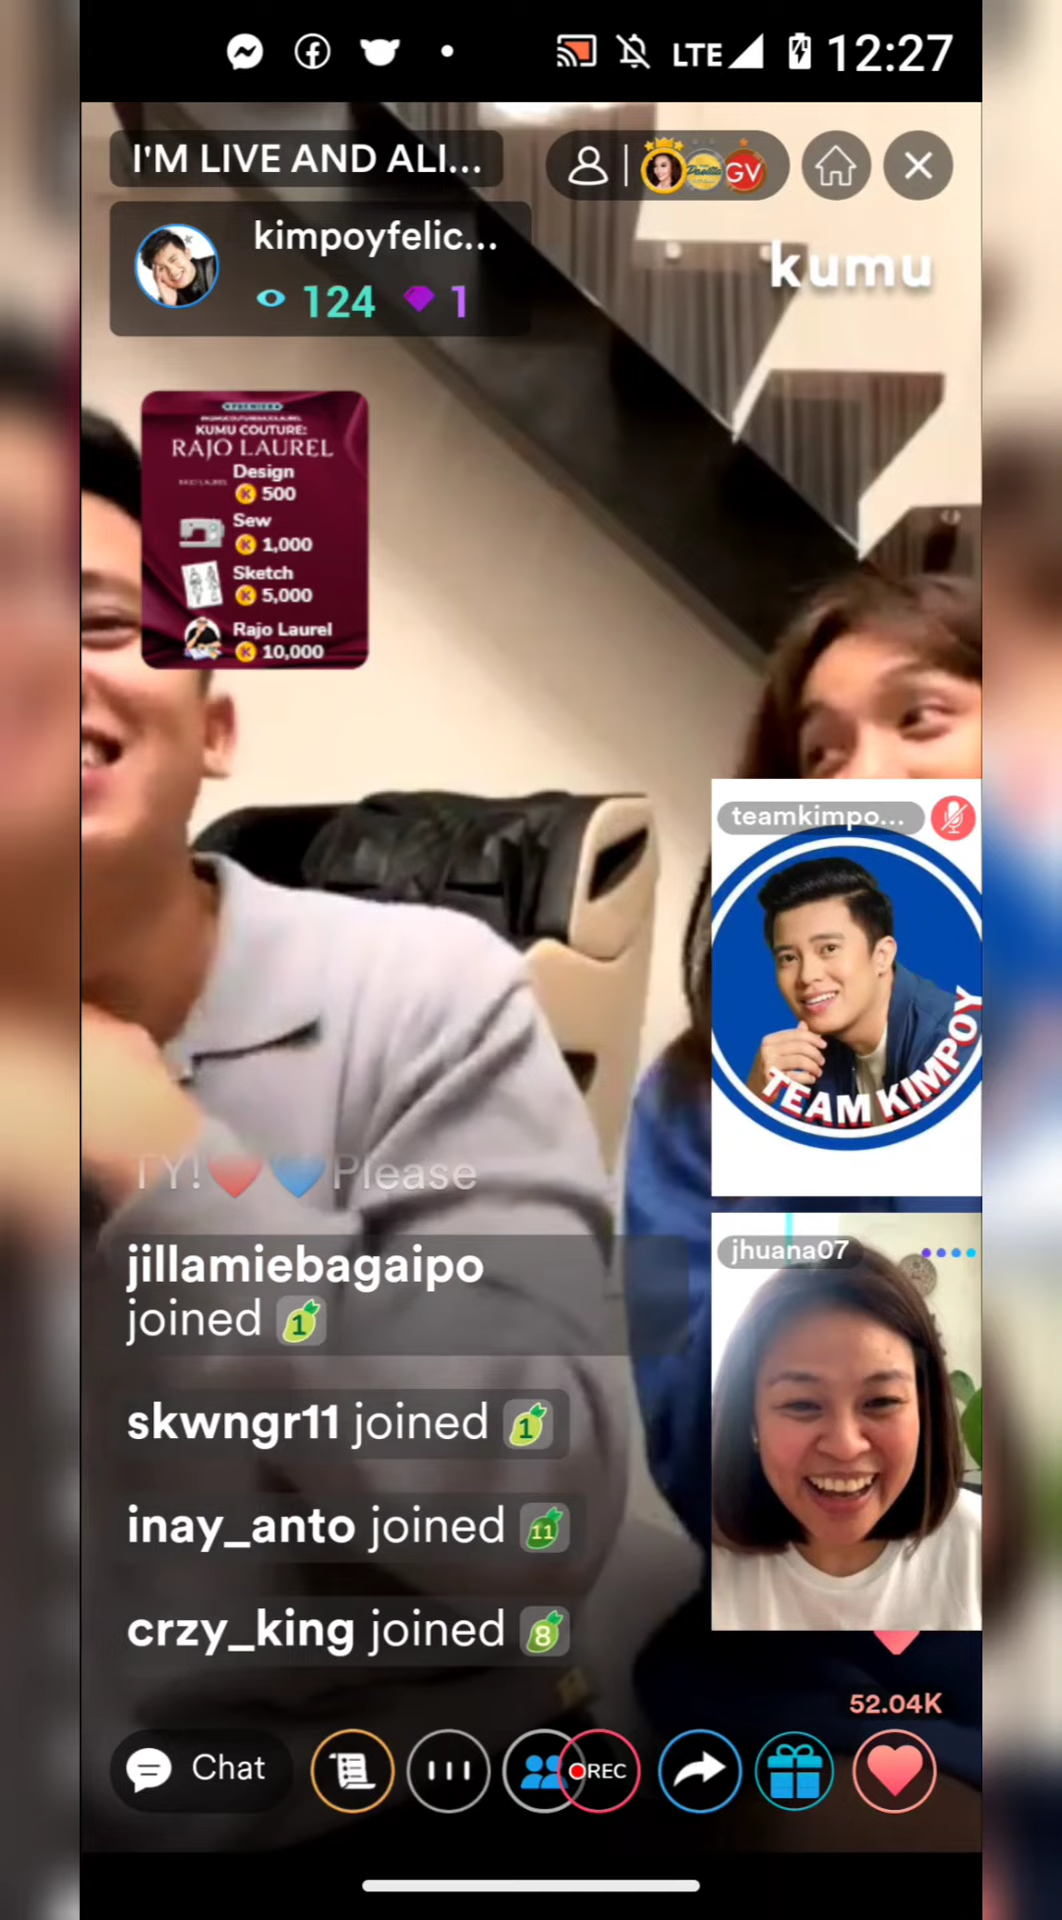 LTE 12:27
I'M LIVE AND ALI...
GV
kimpoyfelic...
124 1
kumu
KUMU COUTURE:
RAJO LAUREL
Design
500
Sew
1,000
Sketch
5,000
Rajo Laurel
10,000
teamkimpo...
TEAM KIMPOY
TY!❤️💙Please
jillamiebagaipo
joined 1
jhuana07
skwngr11 joined 1
inay_anto joined 11
crzy_king joined 8
52.04K
Chat
REC